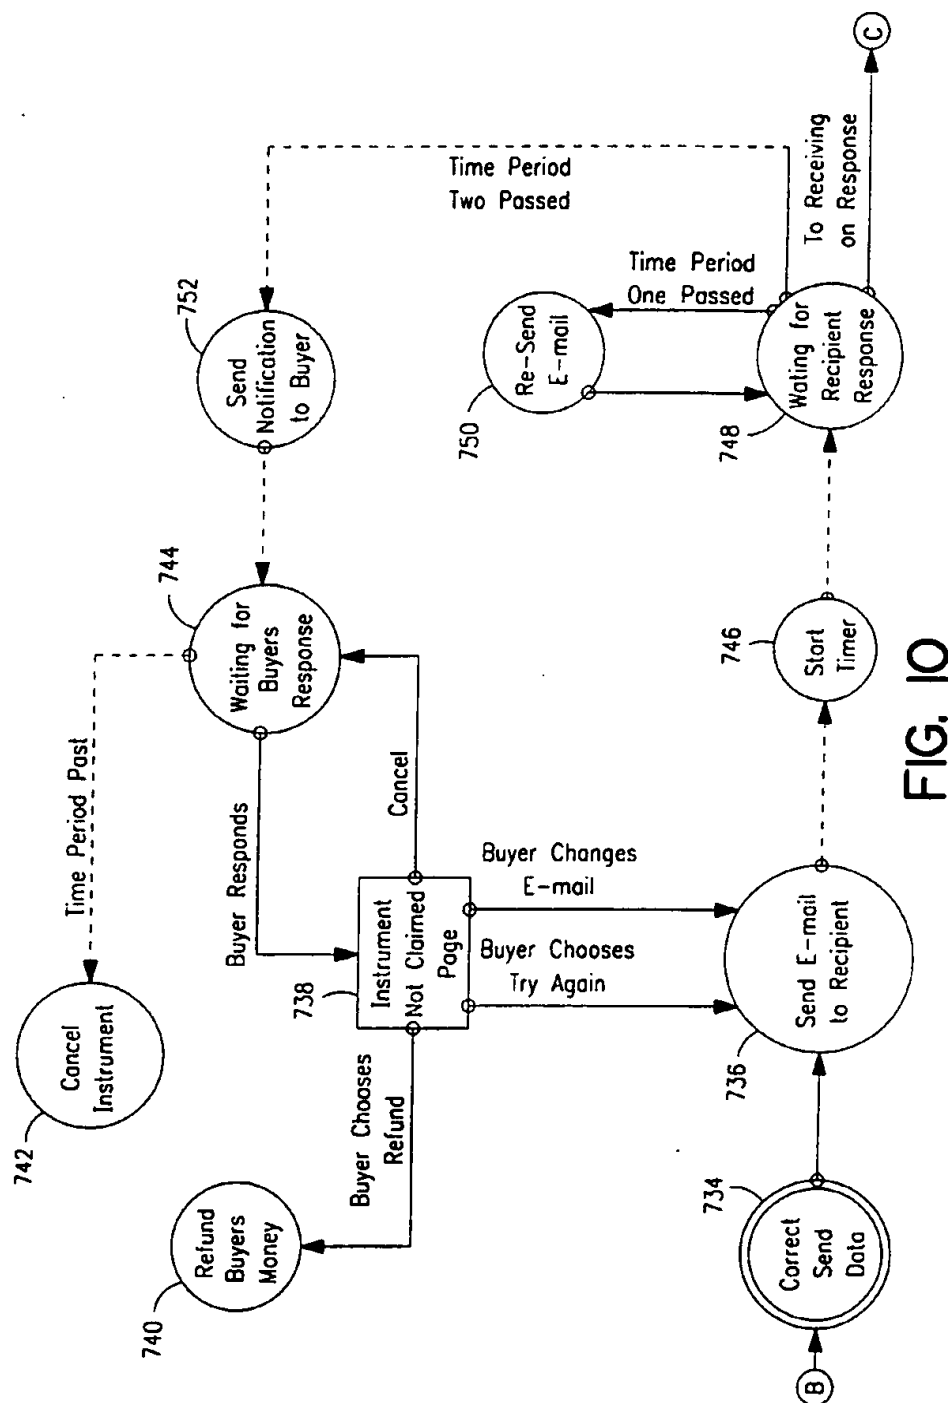 742
Cancel
Instrument
Time Period Past
744
Waiting for
Buyers
Response
752
Send
Notification
to Buyer
740
Refund
Buyers
Money
Buyer Chooses
Refund
Buyer Responds
738
Instrument
Not Claimed
Page
Cancel
Time Period
Two Passed
750
Re-Send
E-mail
Time Period
One Passed
Buyer Changes
E-mail
Buyer Chooses
Try Again
B
734
Correct
Send
Data
736
Send E-mail
to Recipient
746
Start
Timer
748
Wating for
Recipient
Response
To Receiving
on Response
C
FIG. 10